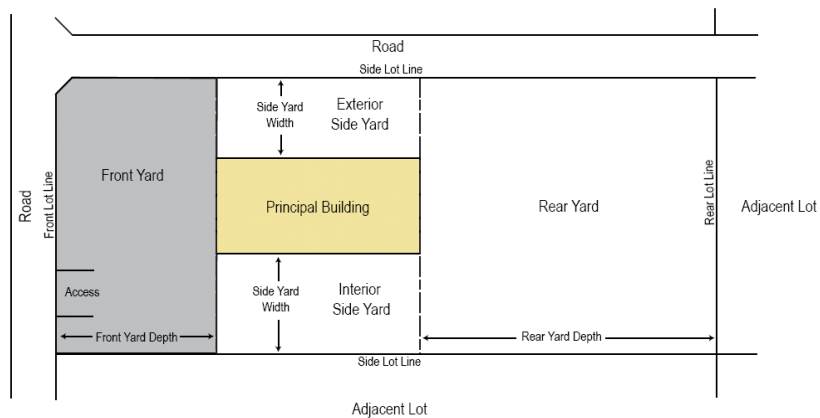 Road
Side Lot Line
Side Yard
Width
Exterior
Side Yard
Front Yard
Principal Building
Rear Yard
Adjacent Lot
Road
Front Lot Line
Rear Lot Line
Access
Side Yard
Width
Interior
Side Yard
Front Yard Depth
Rear Yard Depth
Side Lot Line
Adjacent Lot